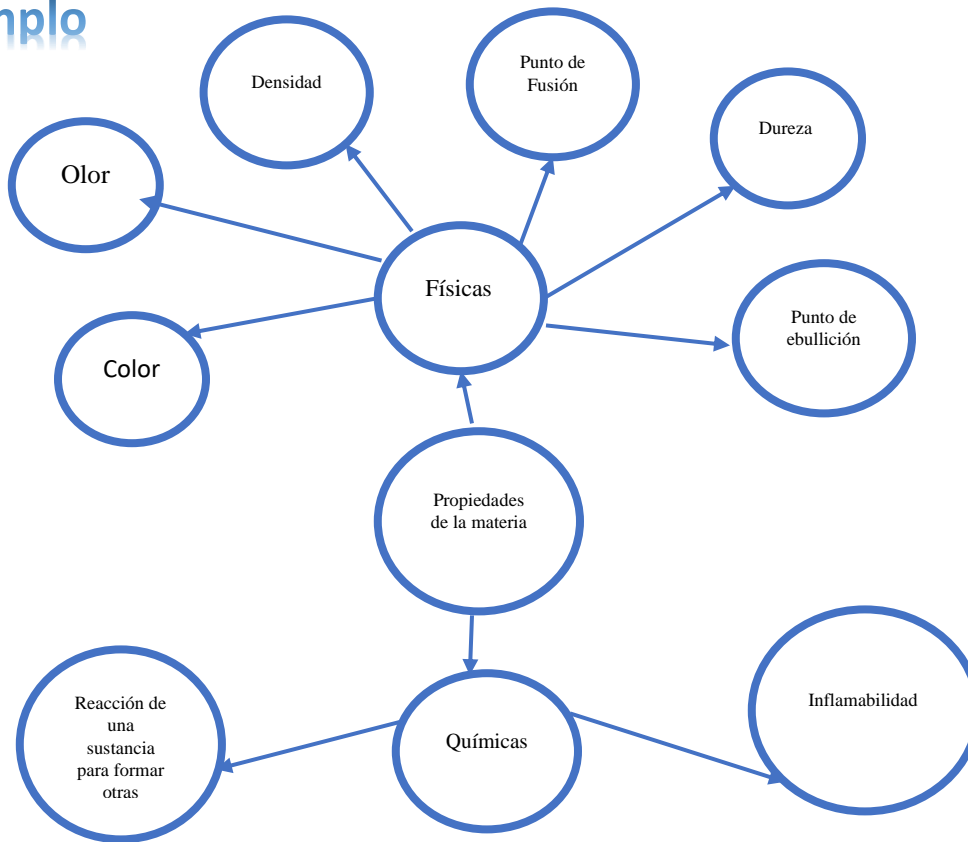 Punto de
Fusión
Densidad
Dureza
Olor
Físicas
Punto de
ebullición
Color
Propiedades
de la materia
Reacción de
una
sustancia
para formar
otras
Químicas
Inflamabilidad